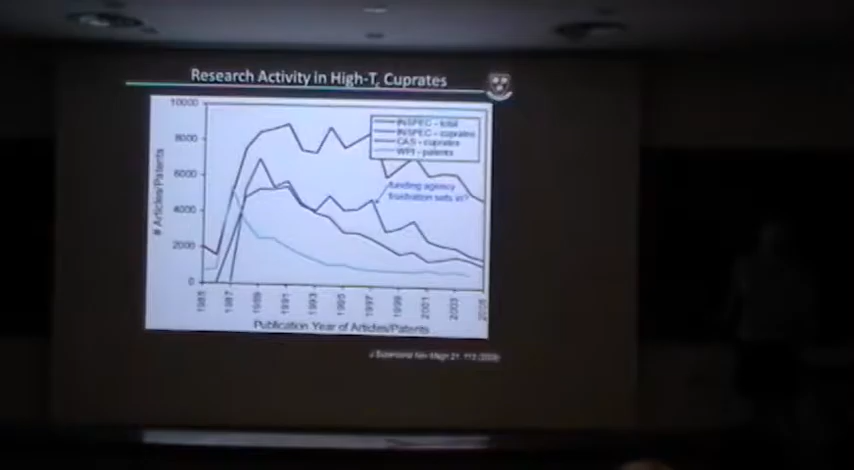 Research Activity in High-Tc Cuprates
10000
8000
6000
4000
2000
0
# Articles/Patents
INSPEC - total
INSPEC - cuprates
CAS - cuprates
WPI - patents
funding agency
frustration sets in?
1985
1987
1989
1991
1993
1995
1997
1999
2001
2003
2005
Publication Year of Articles/Patents